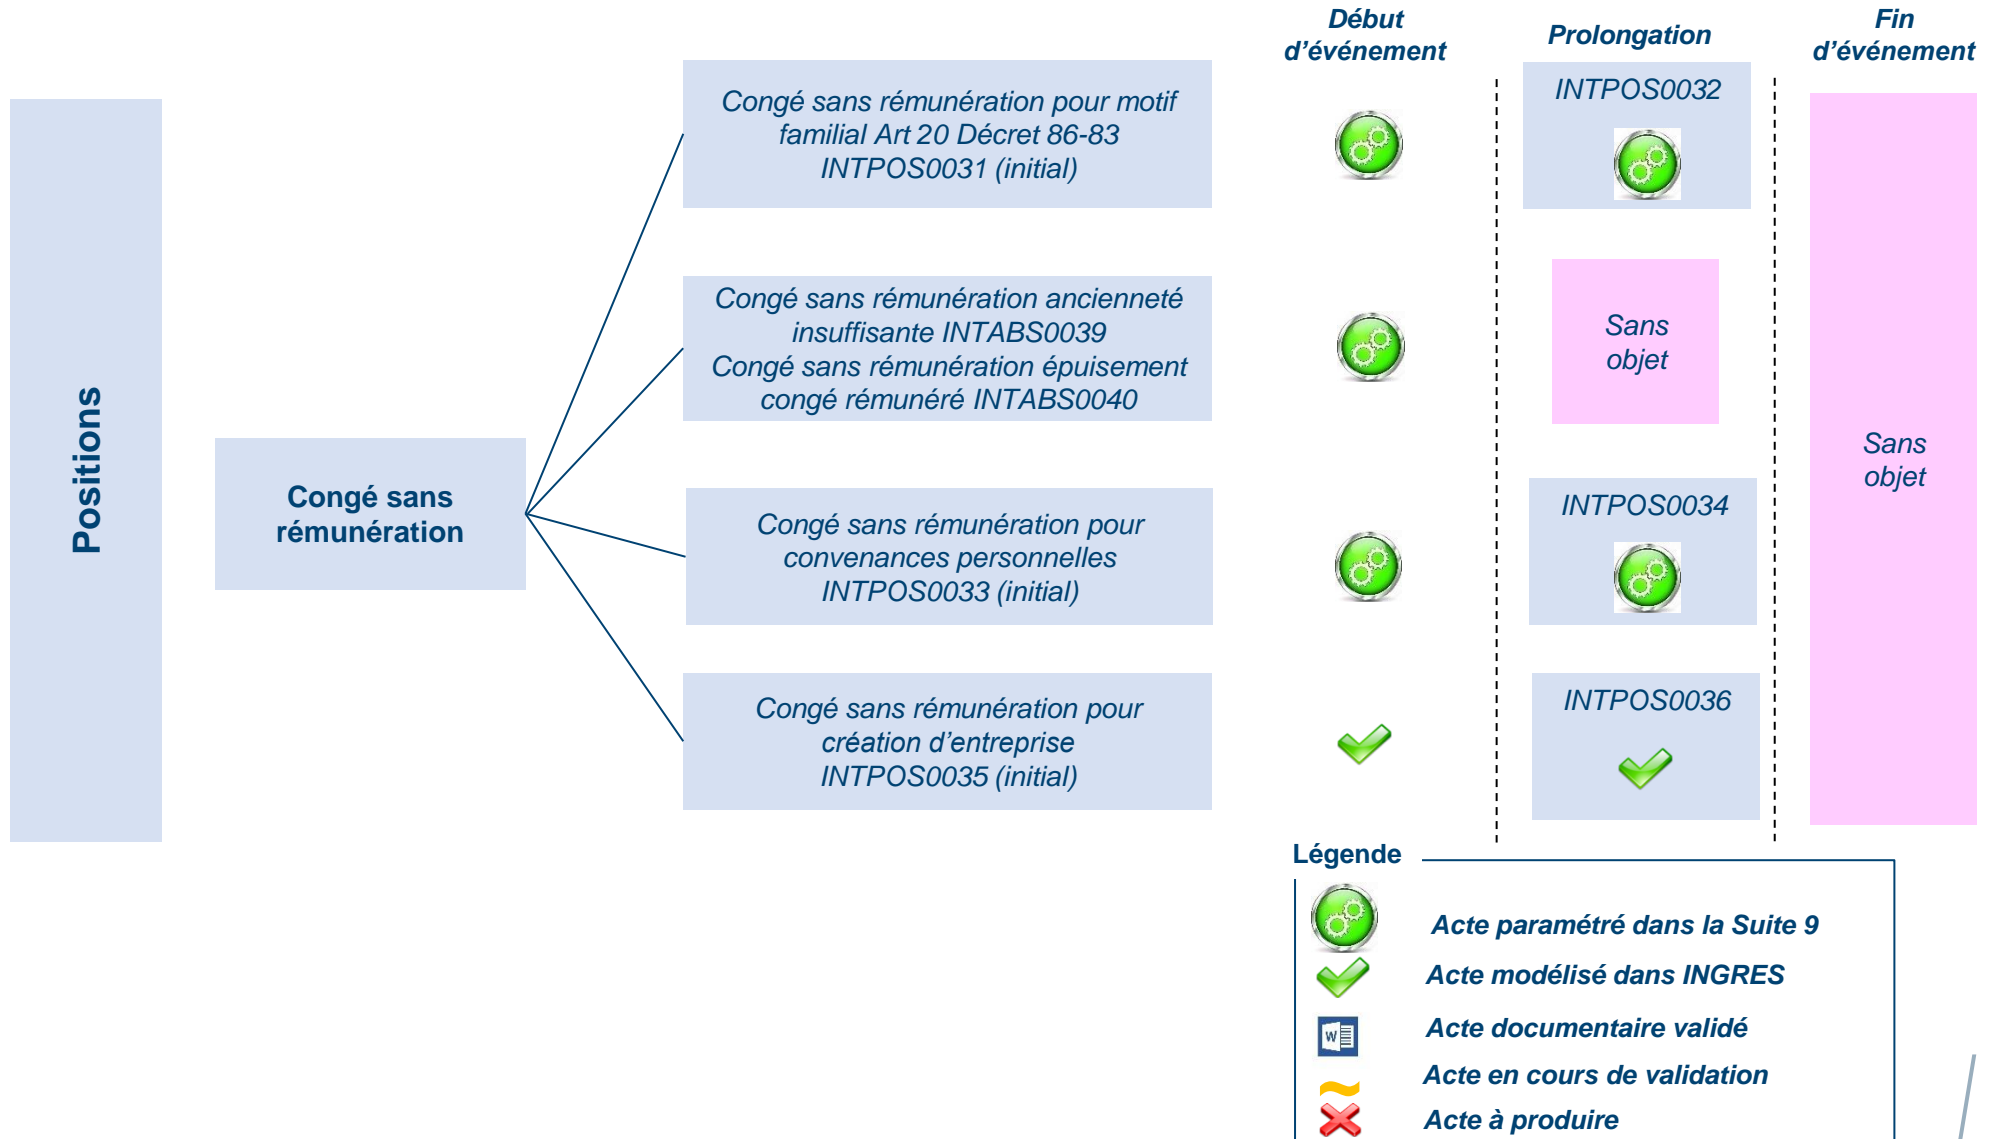 Début
d’événement
Prolongation
Fin
d’événement
Positions
Congé sans
rémunération
Congé sans rémunération pour motif
familial Art 20 Décret 86-83
INTPOS0031 (initial)
INTPOS0032
Congé sans rémunération ancienneté
insuffisante INTABS0039
Congé sans rémunération épuisement
congé rémunéré INTABS0040
Sans
objet
Sans
objet
Congé sans rémunération pour
convenances personnelles
INTPOS0033 (initial)
INTPOS0034
Congé sans rémunération pour
création d’entreprise
INTPOS0035 (initial)
INTPOS0036
Légende
Acte paramétré dans la Suite 9
Acte modélisé dans INGRES
W
Acte documentaire validé
Acte en cours de validation
Acte à produire